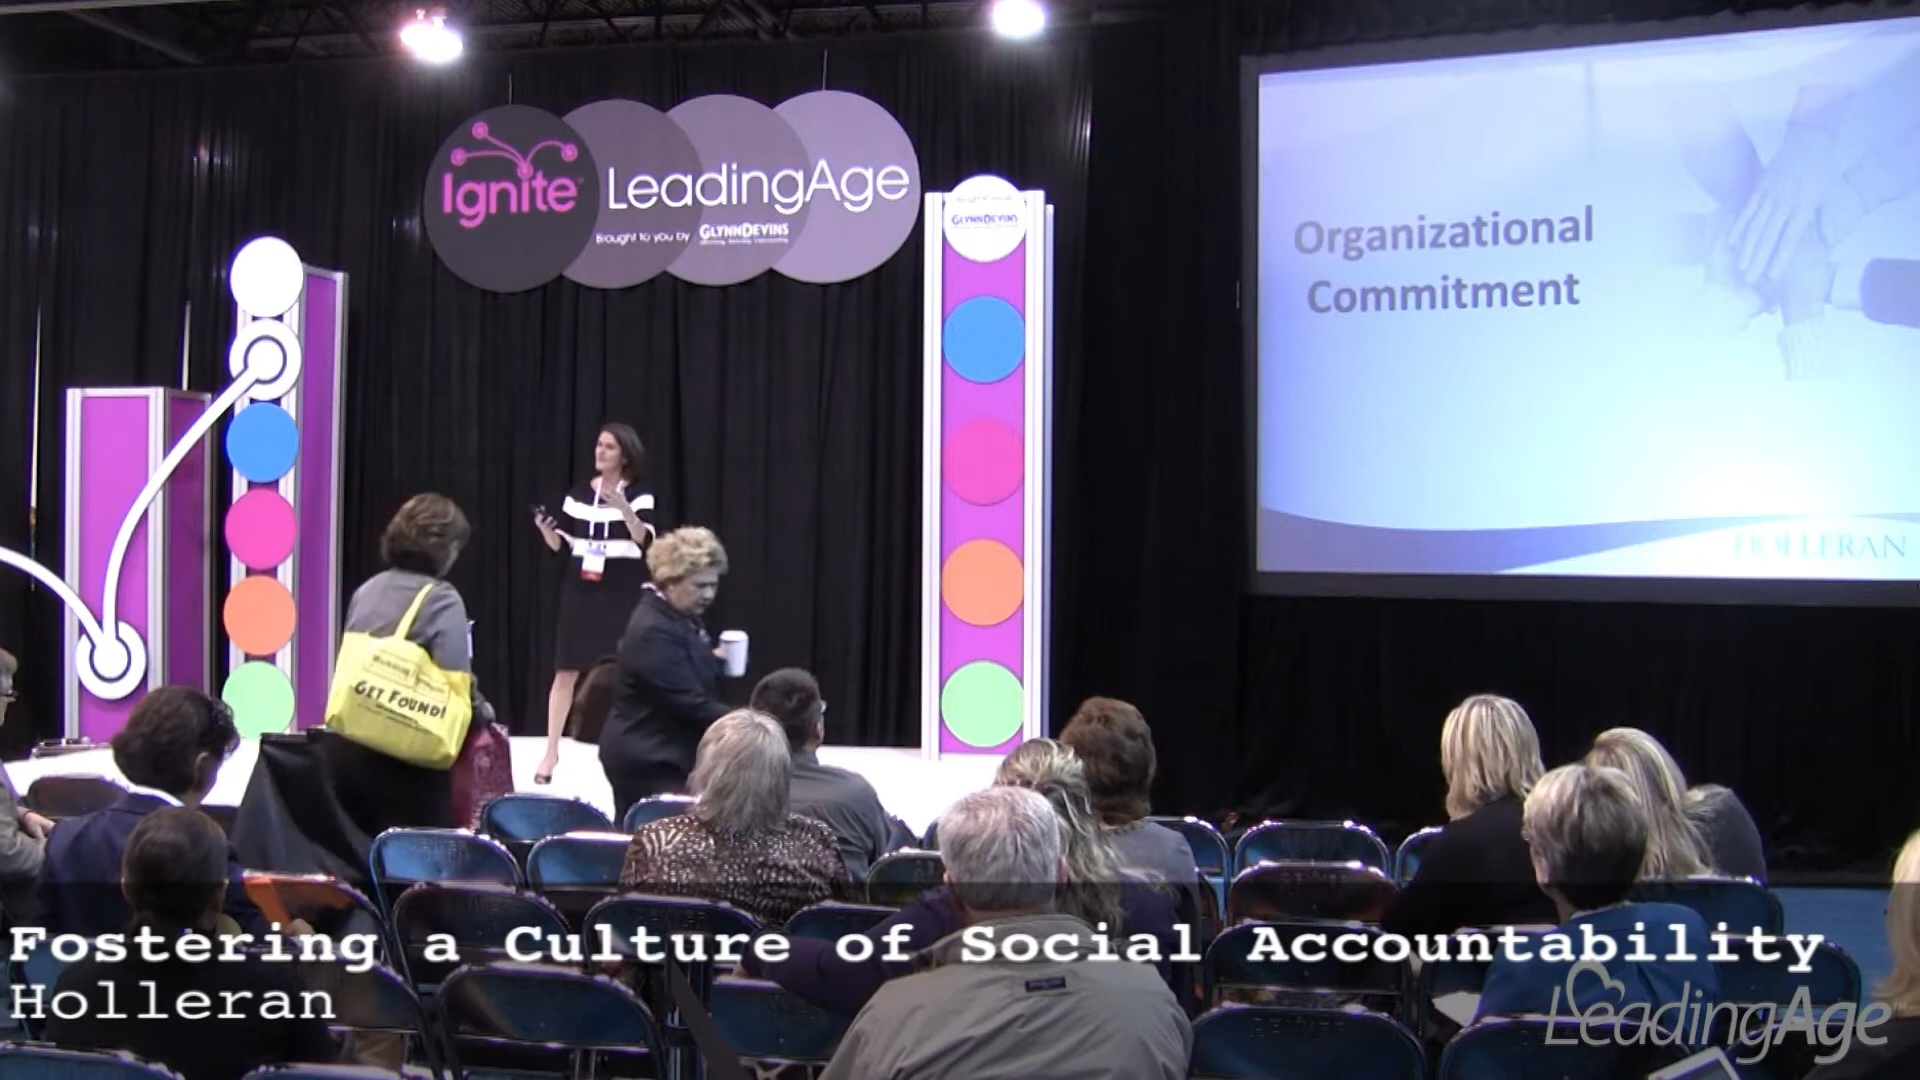 Ignite
LeadingAge
Brought to you by GLYNNDEVINS
GLYNNDEVINS
Organizational
Commitment
HOLLERAN
GET FOUND!
Fostering a Culture of Social Accountability
Holleran
LeadingAge